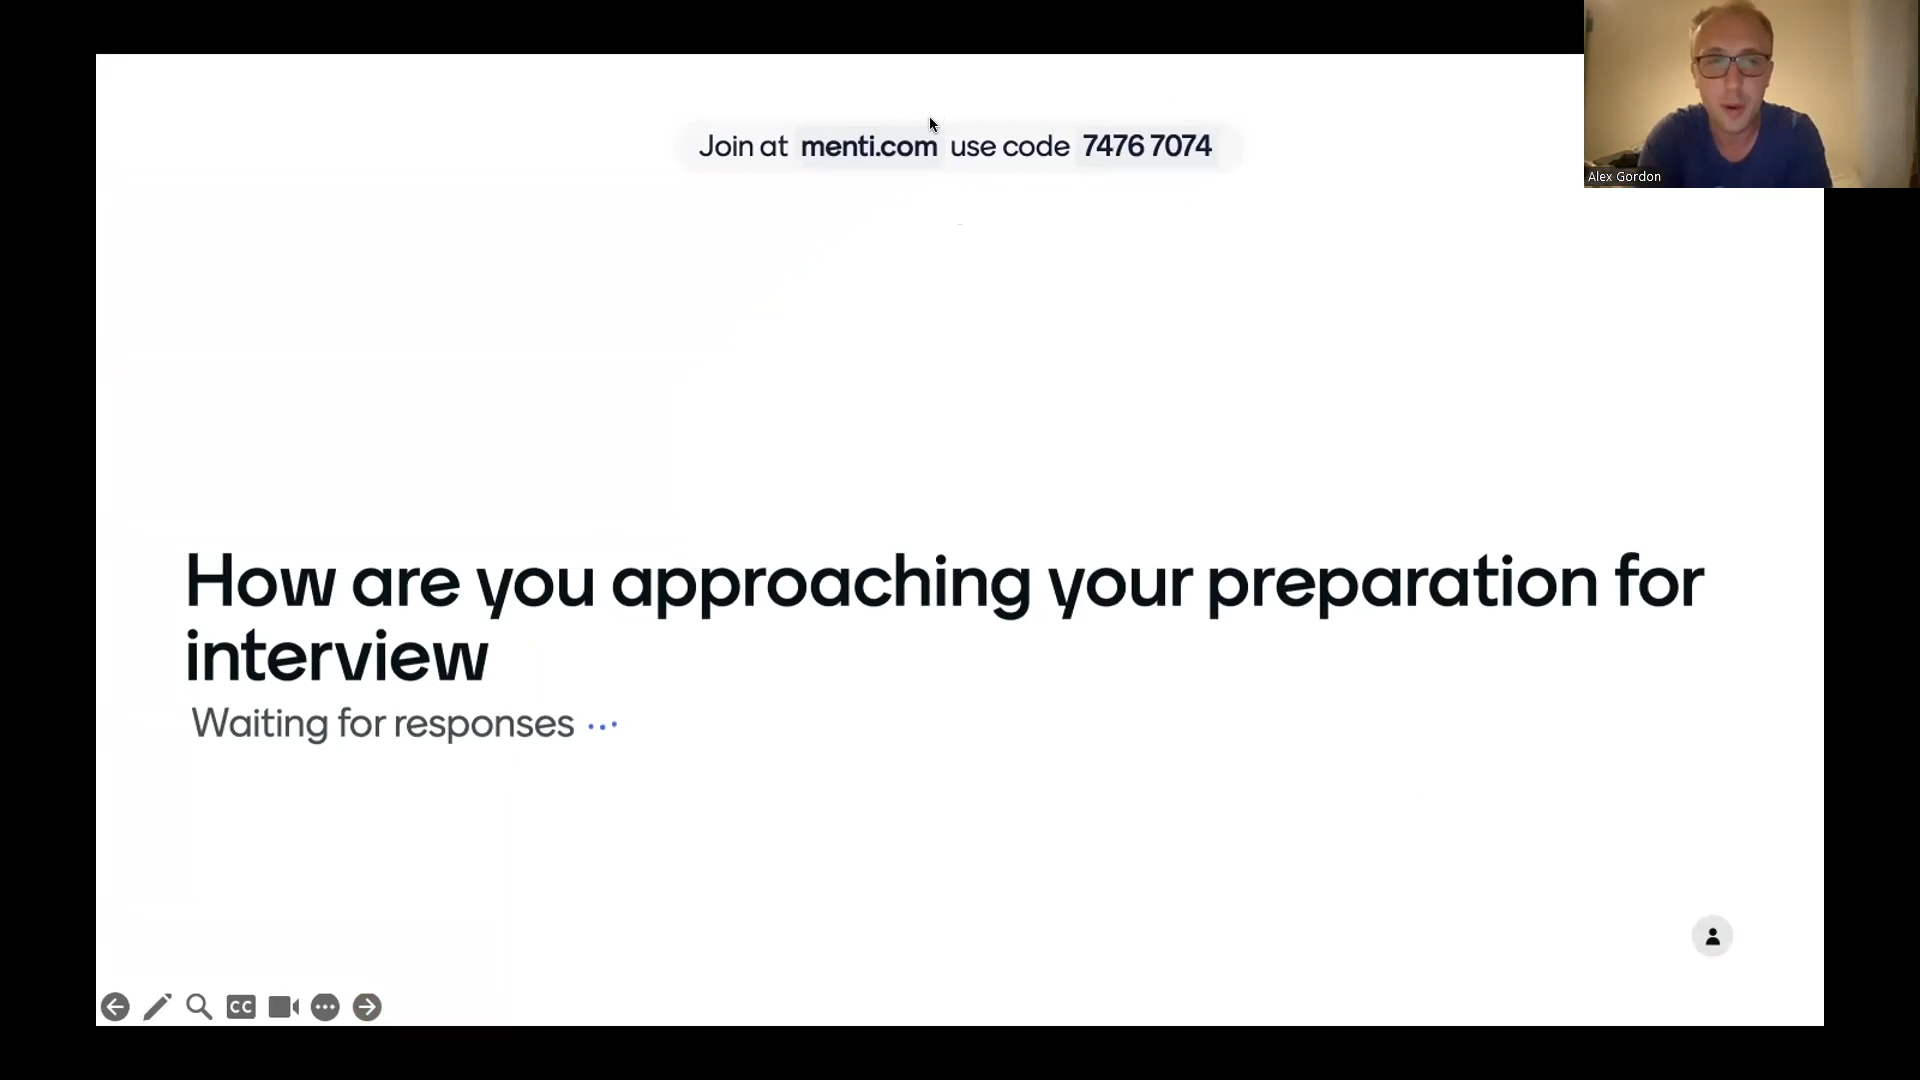 Join at menti.com use code 7476 7074
Alex Gordon
How are you approaching your preparation for
interview
Waiting for responses ...
CC